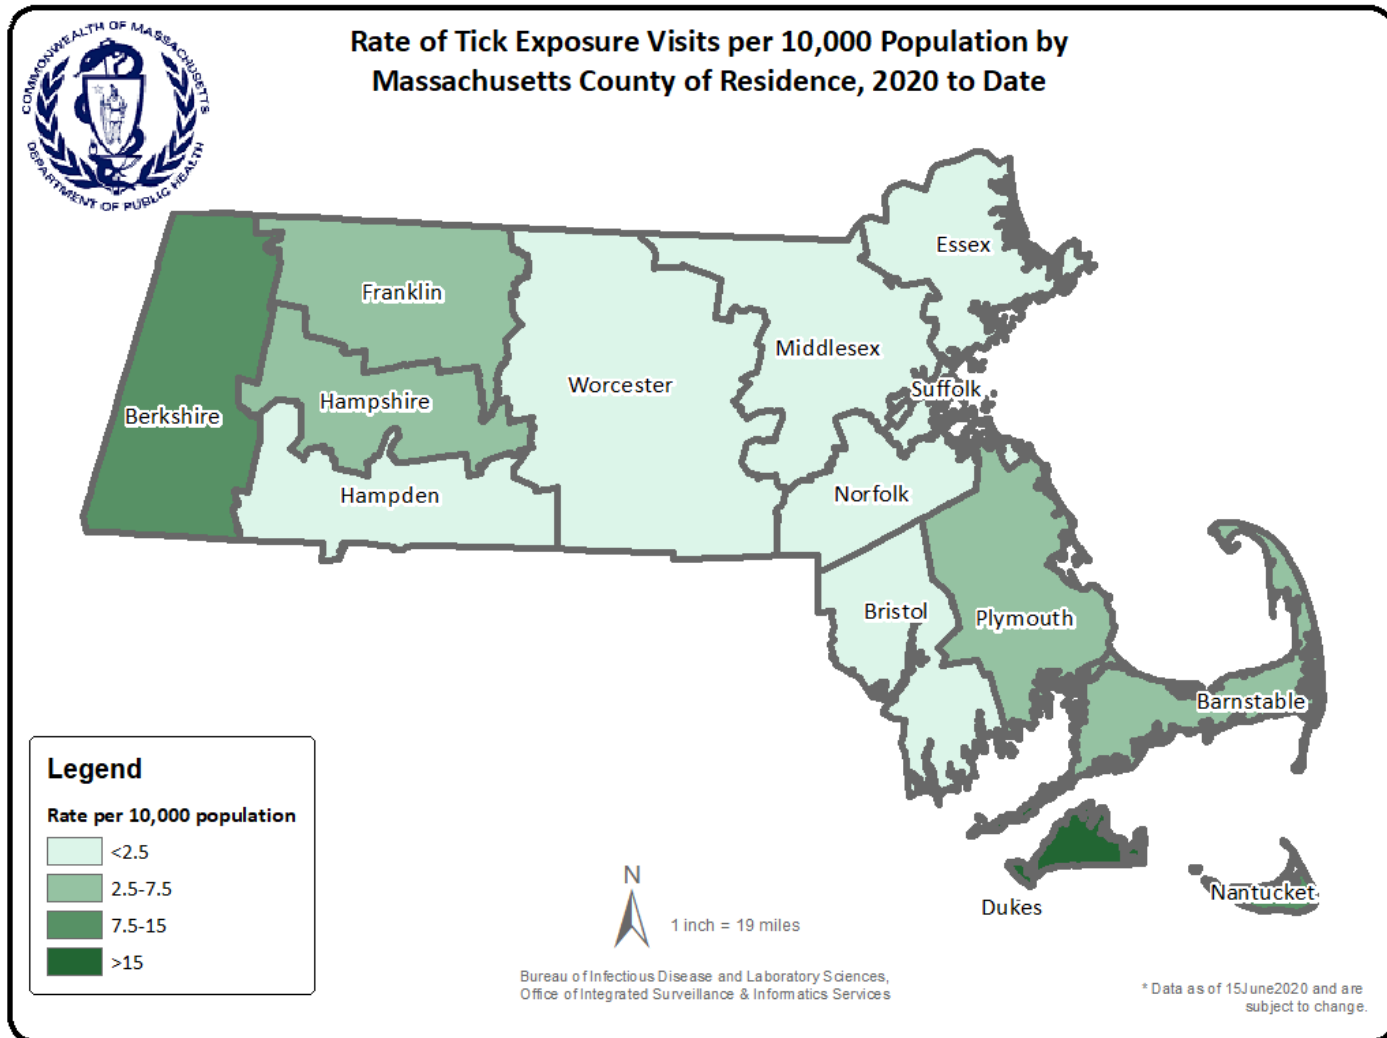 COMMONWEALTH OF MASSACHUSETTS
DEPARTMENT OF PUBLIC HEALTH
Rate of Tick Exposure Visits per 10,000 Population by
Massachusetts County of Residence, 2020 to Date
Essex
Franklin
Middlesex
Worcester
Suffolk
Hampshire
Berkshire
Hampden
Norfolk
Bristol
Plymouth
Barnstable
Nantucket
Dukes
Legend
Rate per 10,000 population
<2.5
2.5-7.5
7.5-15
>15
N
1 inch = 19 miles
Bureau of Infectious Disease and Laboratory Sciences,
Office of Integrated Surveillance & Informatics Services
* Data as of 15June2020 and are
subject to change.